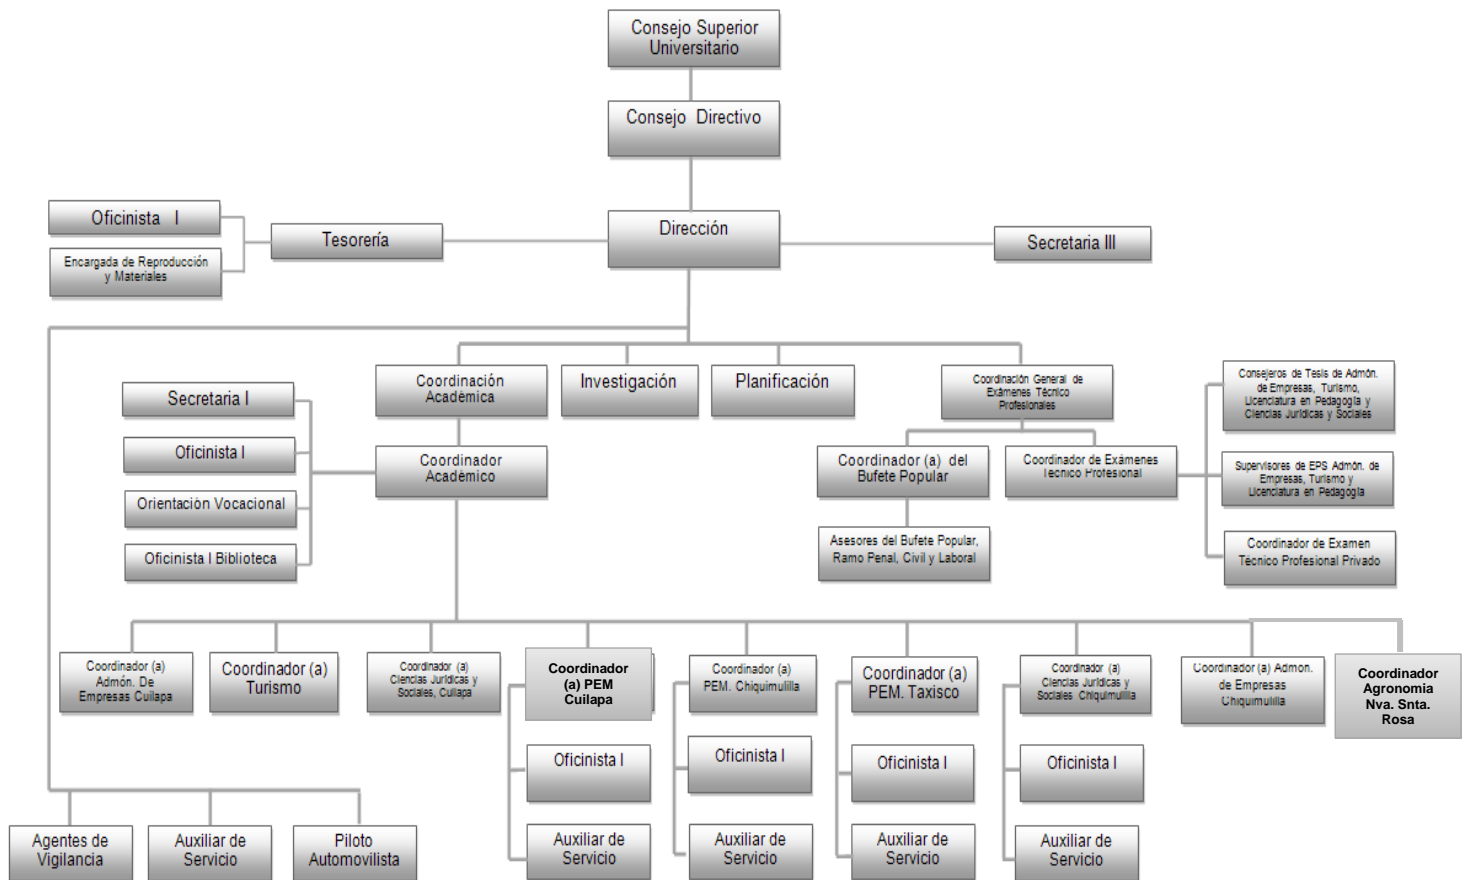 Consejo Superior
Universitario
Consejo Directivo
Dirección
Oficinista I
Encargada de Reproducción
y Materiales
Tesorería
Secretaria III
Coordinación
Académica
Investigación
Planificación
Coordinación General de
Exámenes Técnico
Profesionales
Consejeros de Tesis de Admón.
de Empresas, Turismo,
Licenciatura en Pedagogía y
Ciencias Jurídicas y Sociales
Secretaria I
Oficinista I
Orientación Vocacional
Oficinista I Biblioteca
Coordinador
Académico
Coordinador (a) del
Bufete Popular
Coordinador de Exámenes
Técnico Profesional
Supervisores de EPS Admón. de
Empresas, Turismo y
Licenciatura en Pedagogía
Asesores del Bufete Popular,
Ramo Penal, Civil y Laboral
Coordinador de Examen
Técnico Profesional Privado
Coordinador (a)
Admón. De
Empresas Cuilapa
Coordinador (a)
Turismo
Coordinador (a)
Ciencias Jurídicas y
Sociales, Cuilapa
Coordinador
(a) PEM
Cuilapa
Coordinador (a)
PEM. Chiquimulilla
Coordinador (a)
PEM. Taxisco
Coordinador (a)
Ciencias Jurídicas y
Sociales Chiquimulilla
Coordinador (a) Admon.
de Empresas
Chiquimulilla
Coordinador
Agronomia
Nva. Snta.
Rosa
Oficinista I
Oficinista I
Oficinista I
Oficinista I
Agentes de
Vigilancia
Auxiliar de
Servicio
Piloto
Automovilista
Auxiliar de
Servicio
Auxiliar de
Servicio
Auxiliar de
Servicio
Auxiliar de
Servicio